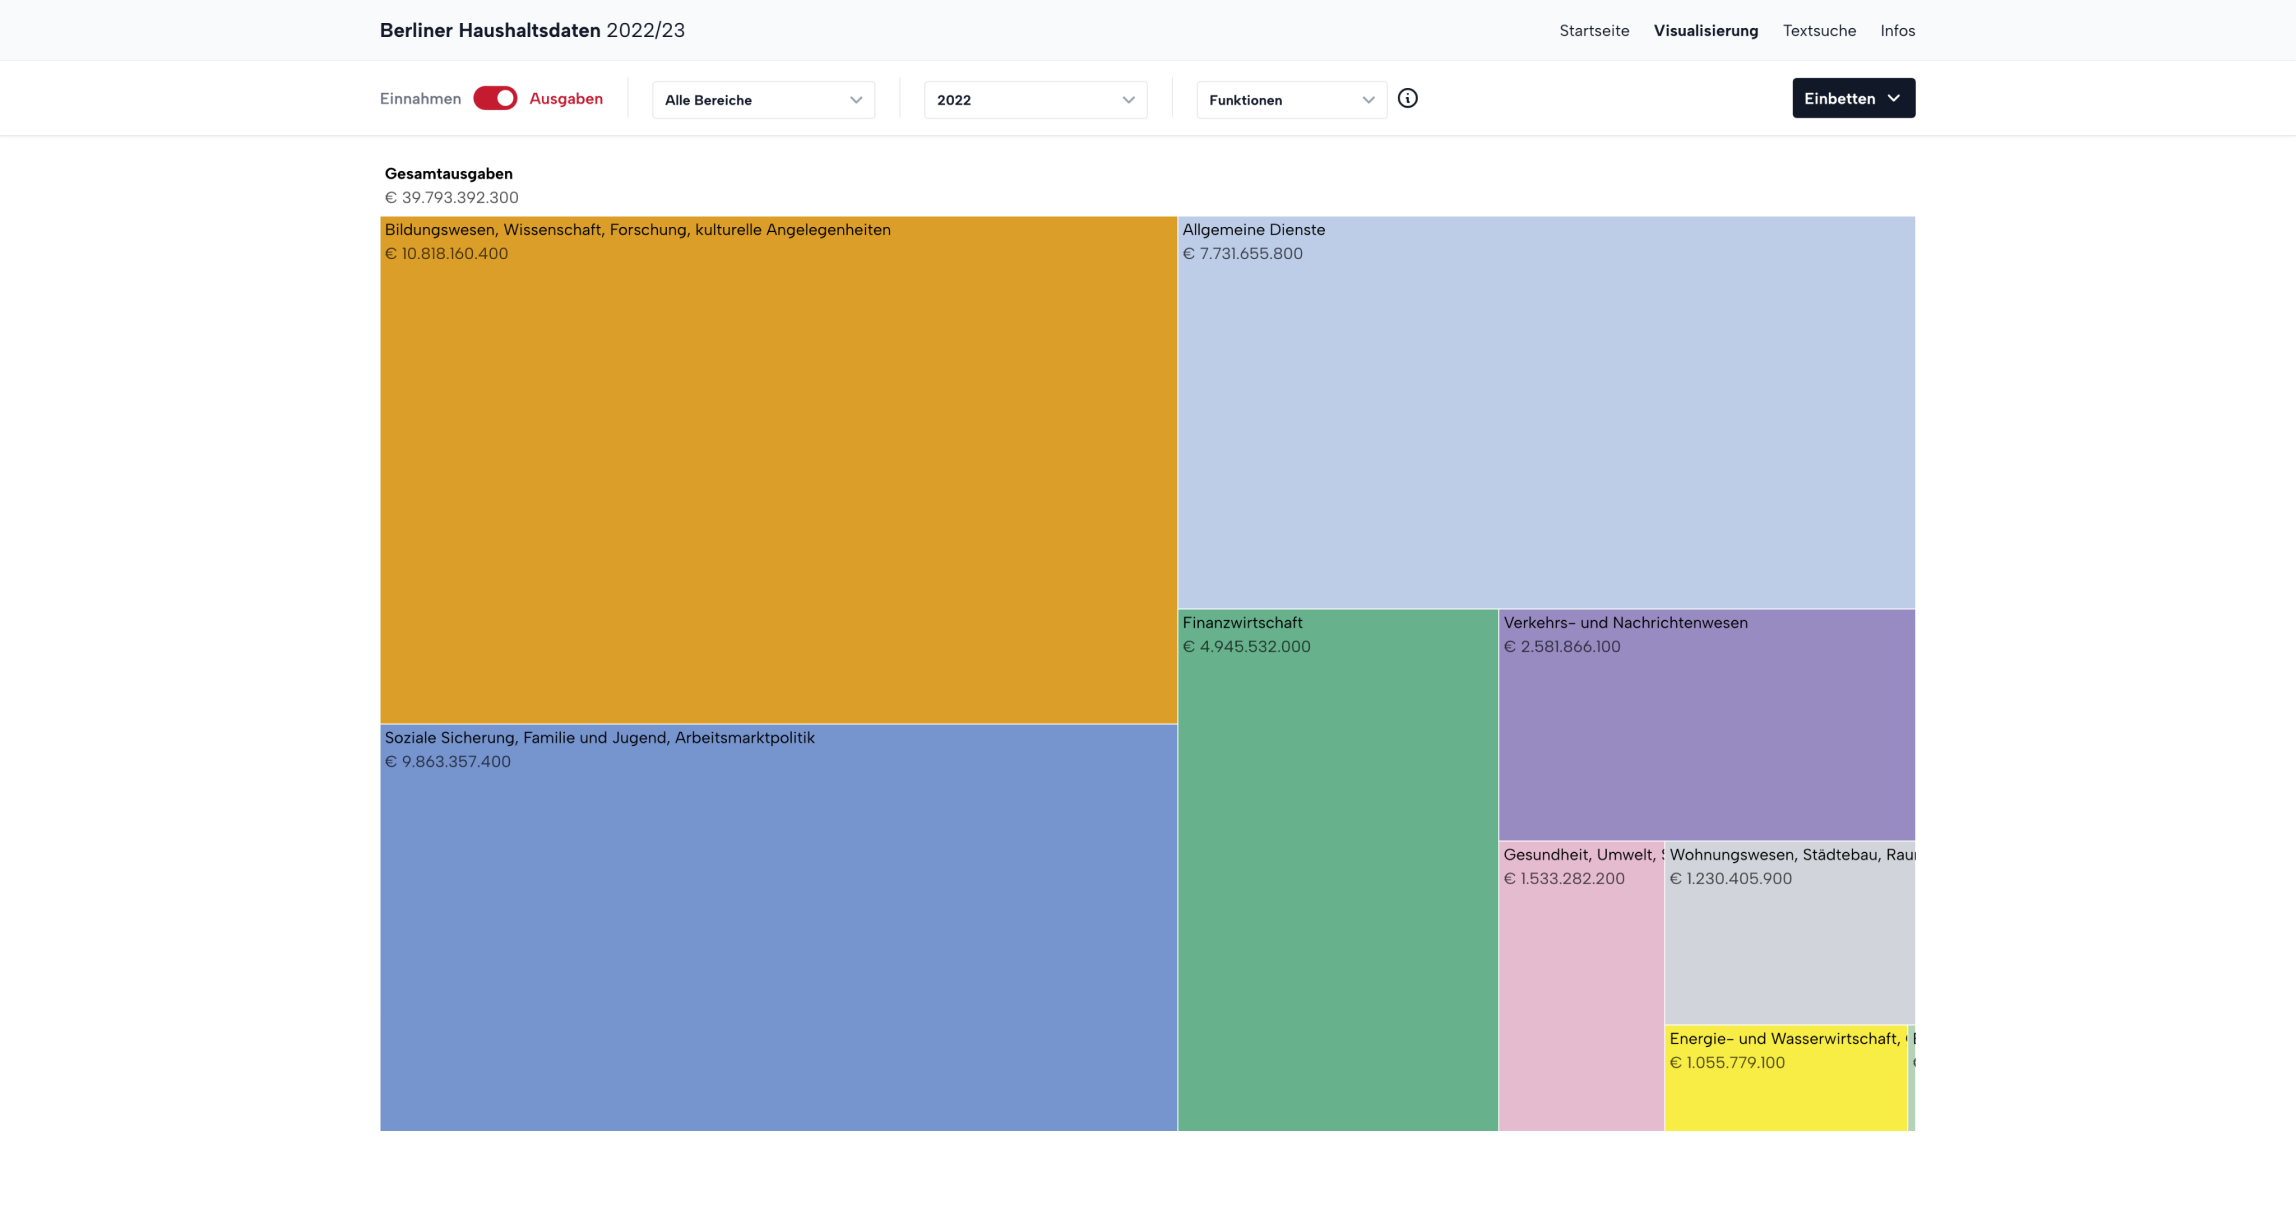 Berliner Haushaltsdaten 2022/23
Startseite Visualisierung Textsuche Infos
Einnahmen Ausgaben Alle Bereiche 2022 Funktionen Einbetten
Gesamtausgaben
€ 39.793.392.300
Bildungswesen, Wissenschaft, Forschung, kulturelle Angelegenheiten
€ 10.818.160.400
Allgemeine Dienste
€ 7.731.655.800
Finanzwirtschaft
€ 4.945.532.000
Verkehrs- und Nachrichtenwesen
€ 2.581.866.100
Soziale Sicherung, Familie und Jugend, Arbeitsmarktpolitik
€ 9.863.357.400
Gesundheit, Umwelt,
€ 1.533.282.200
Wohnungswesen, Städtebau,
€ 1.230.405.900
Energie- und Wasserwirtschaft,
€ 1.055.779.100